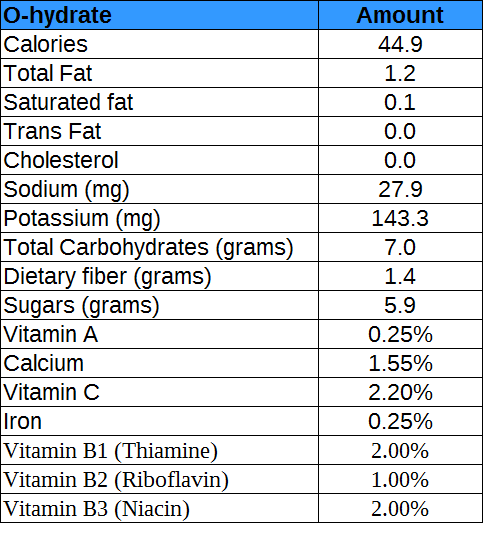 O-hydrate Amount
Calories 44.9
Total Fat 1.2
Saturated fat 0.1
Trans Fat 0.0
Cholesterol 0.0
Sodium (mg) 27.9
Potassium (mg) 143.3
Total Carbohydrates (grams) 7.0
Dietary fiber (grams) 1.4
Sugars (grams) 5.9
Vitamin A 0.25%
Calcium 1.55%
Vitamin C 2.20%
Iron 0.25%
Vitamin B1 (Thiamine) 2.00%
Vitamin B2 (Riboflavin) 1.00%
Vitamin B3 (Niacin) 2.00%